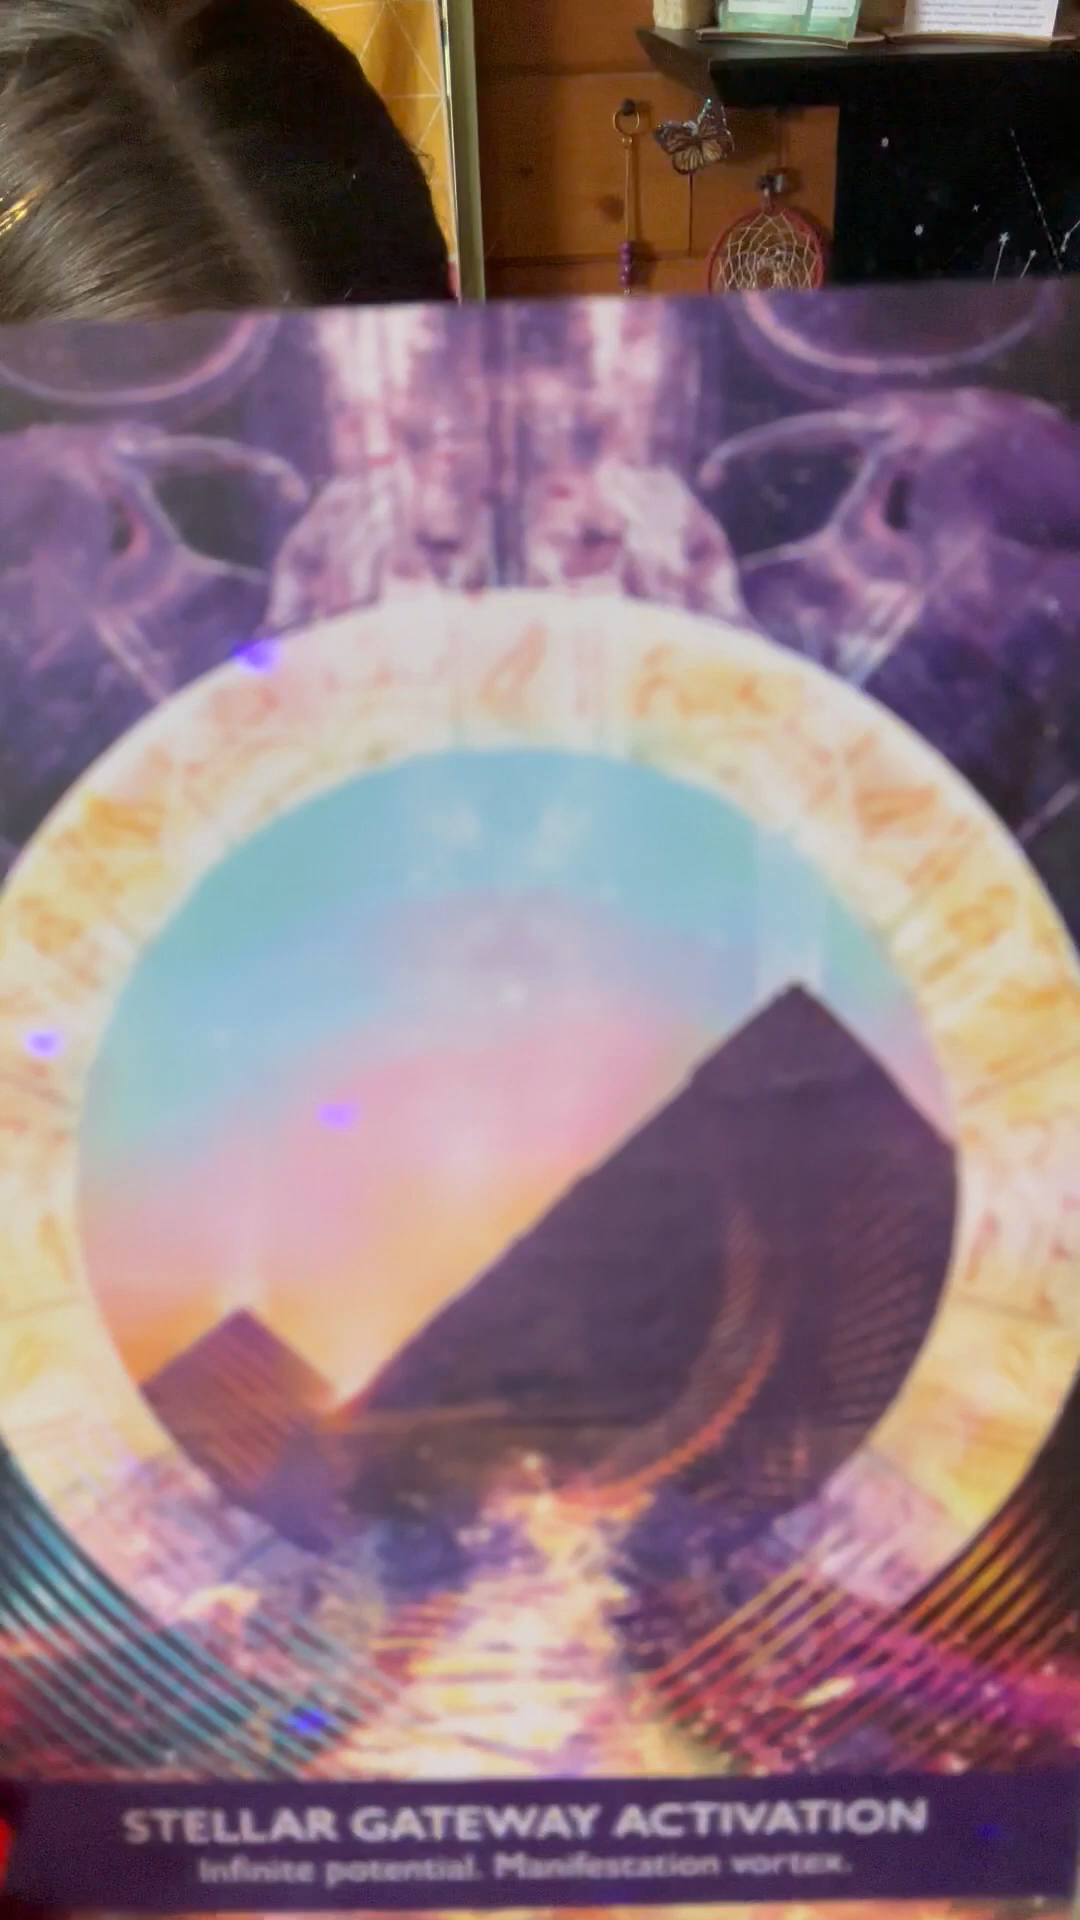 STELLAR GATEWAY ACTIVATION
Infinite potential. Manifestation vortex.